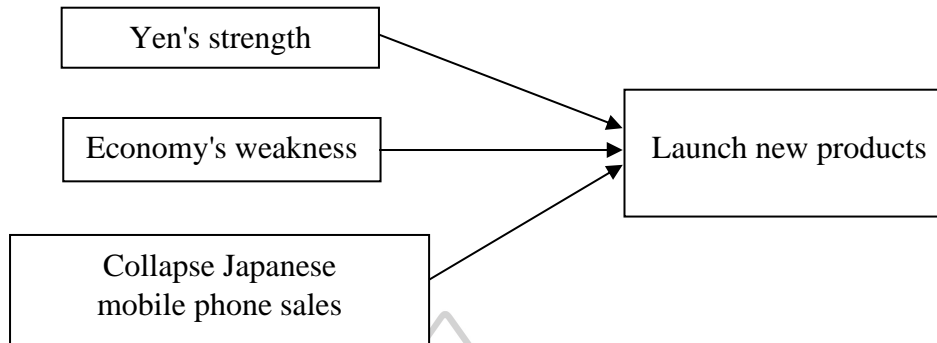 Yen's strength
Economy's weakness
Launch new products
Collapse Japanese
mobile phone sales